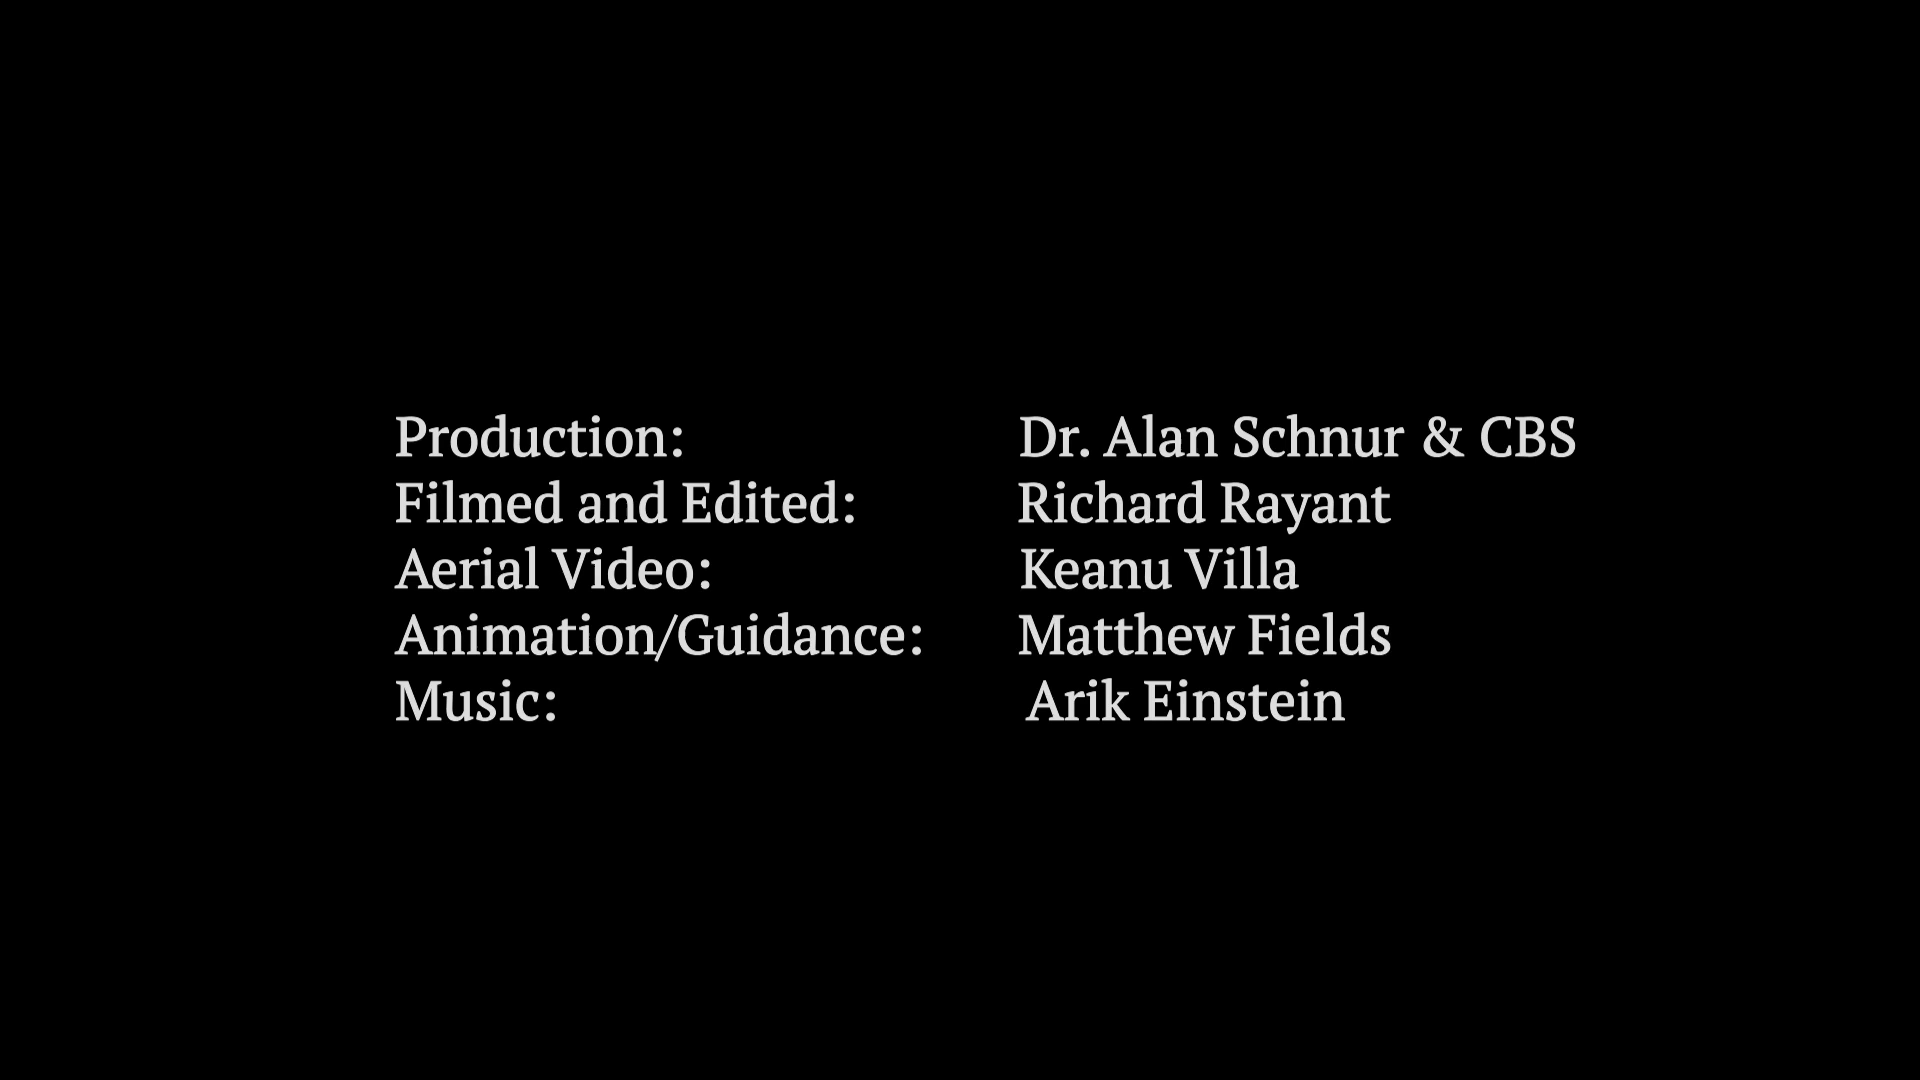 Production: Dr. Alan Schnur & CBS
Filmed and Edited: Richard Rayant
Aerial Video: Keanu Villa
Animation/Guidance: Matthew Fields
Music: Arik Einstein